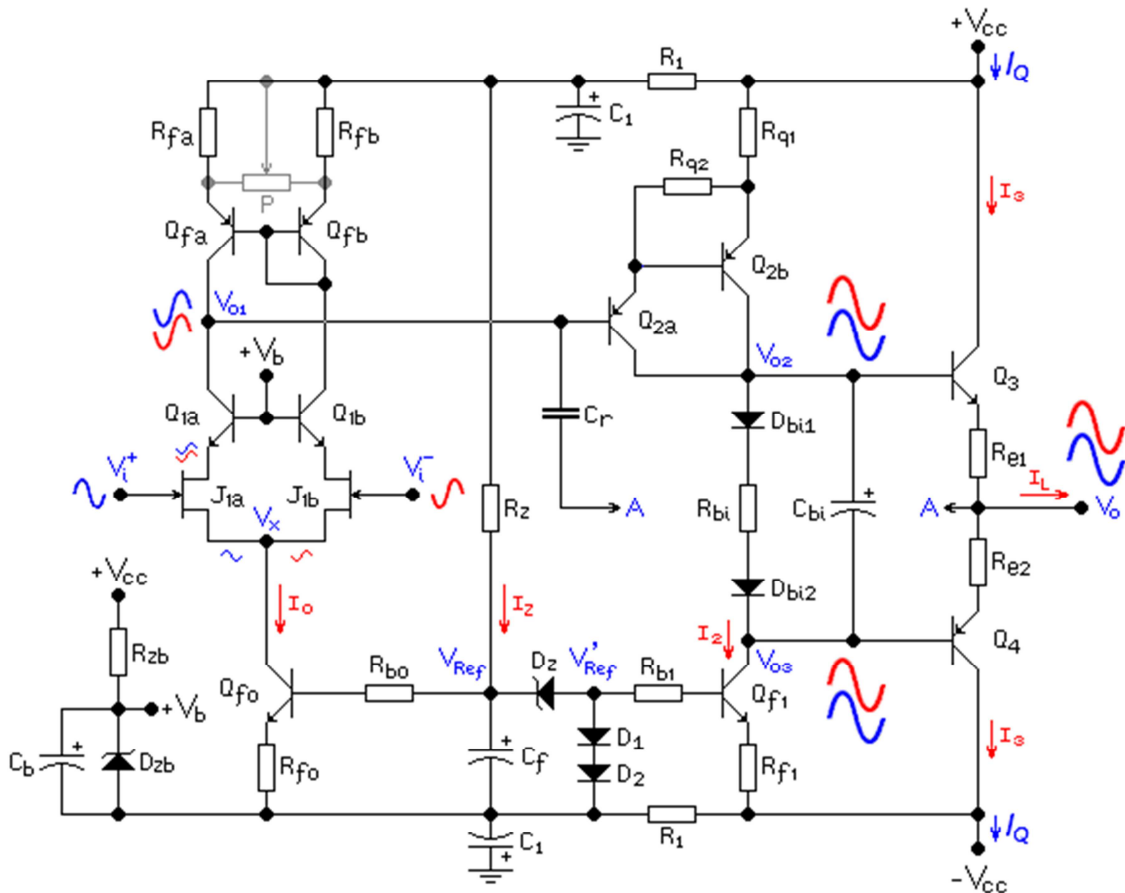 +Vcc
I_Q
R1
C1
Rfa
Rfb
Rq1
Rq2
P
I3
Qfa
Qfb
Q2b
Vo1
Q2a
+Vb
Vo2
Q3
Q1a
Q1b
Cr
Dbi1
Re1
Vi+
Vi-
J1a
J1b
Vx
Rz
A
Rbi
Cbi
A
IL
Vo
+Vcc
Re2
Io
Iz
Dbi2
Rzb
I2
Q4
Rbo
VRef
Dz
V'Ref
Rb1
Vo3
Qfo
Qf1
+Vb
D1
I3
Cb
Dzb
Rfo
Cf
D2
Rf1
C1
R1
I_Q
-Vcc